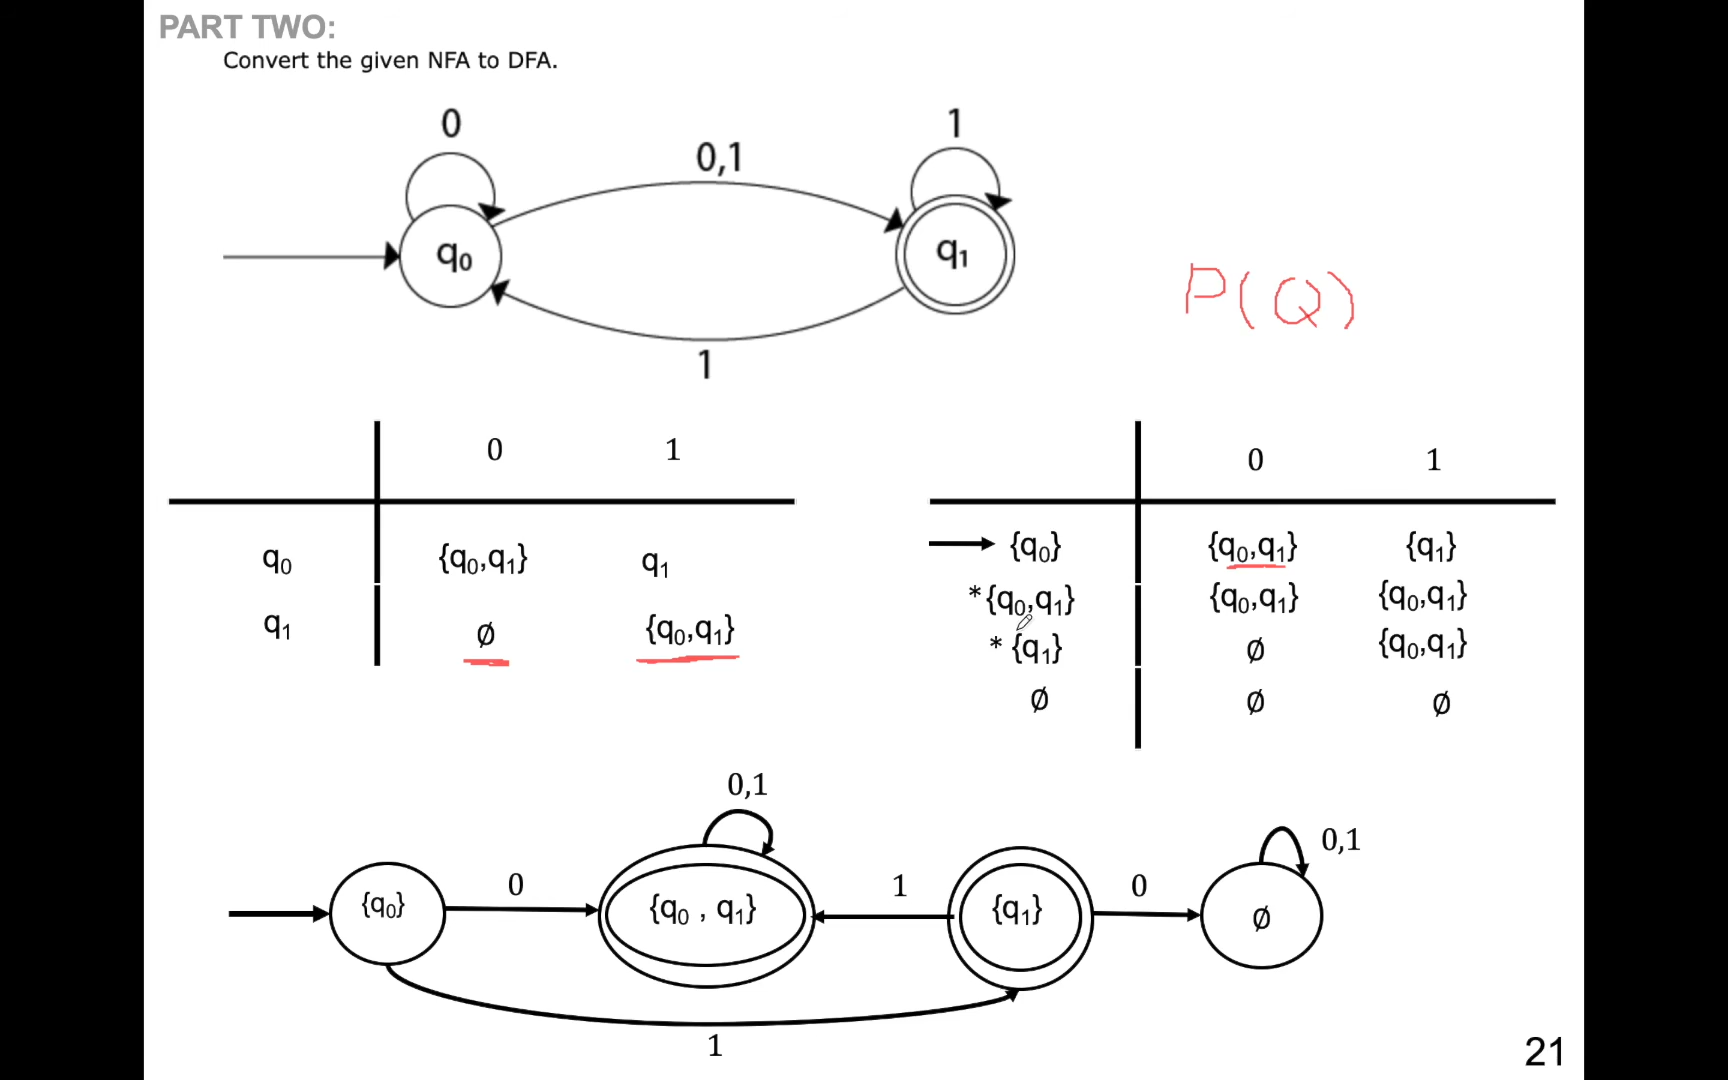 PART TWO:
Convert the given NFA to DFA.
0
1
0,1
q₀
q₁
P(Q)
1
0 1
0 1
q₀ {q₀,q₁} q₁
q₁ ∅ {q₀,q₁}
{q₀} {q₀,q₁} {q₁}
*{q₀,q₁} {q₀,q₁} {q₀,q₁}
* {q₁} ∅ {q₀,q₁}
∅ ∅ ∅
0,1
0,1
{q₀}
0
{q₀ , q₁}
1
{q₁}
0
∅
1
21